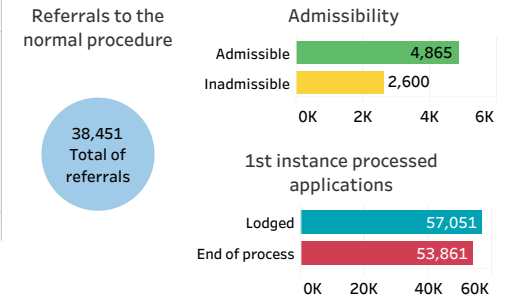 Referrals to the
normal procedure
38,451
Total of
referrals
Admissibility
Admissible 4,865
Inadmissible 2,600
0K 2K 4K 6K
1st instance processed
applications
Lodged 57,051
End of process 53,861
0K 20K 40K 60K